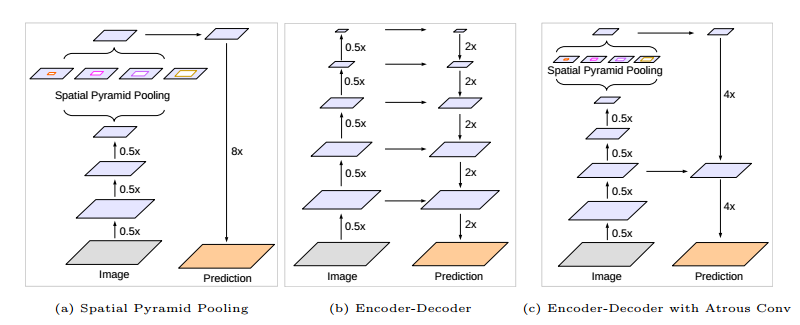 Spatial Pyramid Pooling
0.5x
0.5x
0.5x
8x
Image
Prediction
(a) Spatial Pyramid Pooling
0.5x
0.5x
0.5x
0.5x
0.5x
2x
2x
2x
2x
2x
Image
Prediction
(b) Encoder-Decoder
Spatial Pyramid Pooling
0.5x
0.5x
0.5x
0.5x
4x
4x
Image
Prediction
(c) Encoder-Decoder with Atrous Conv